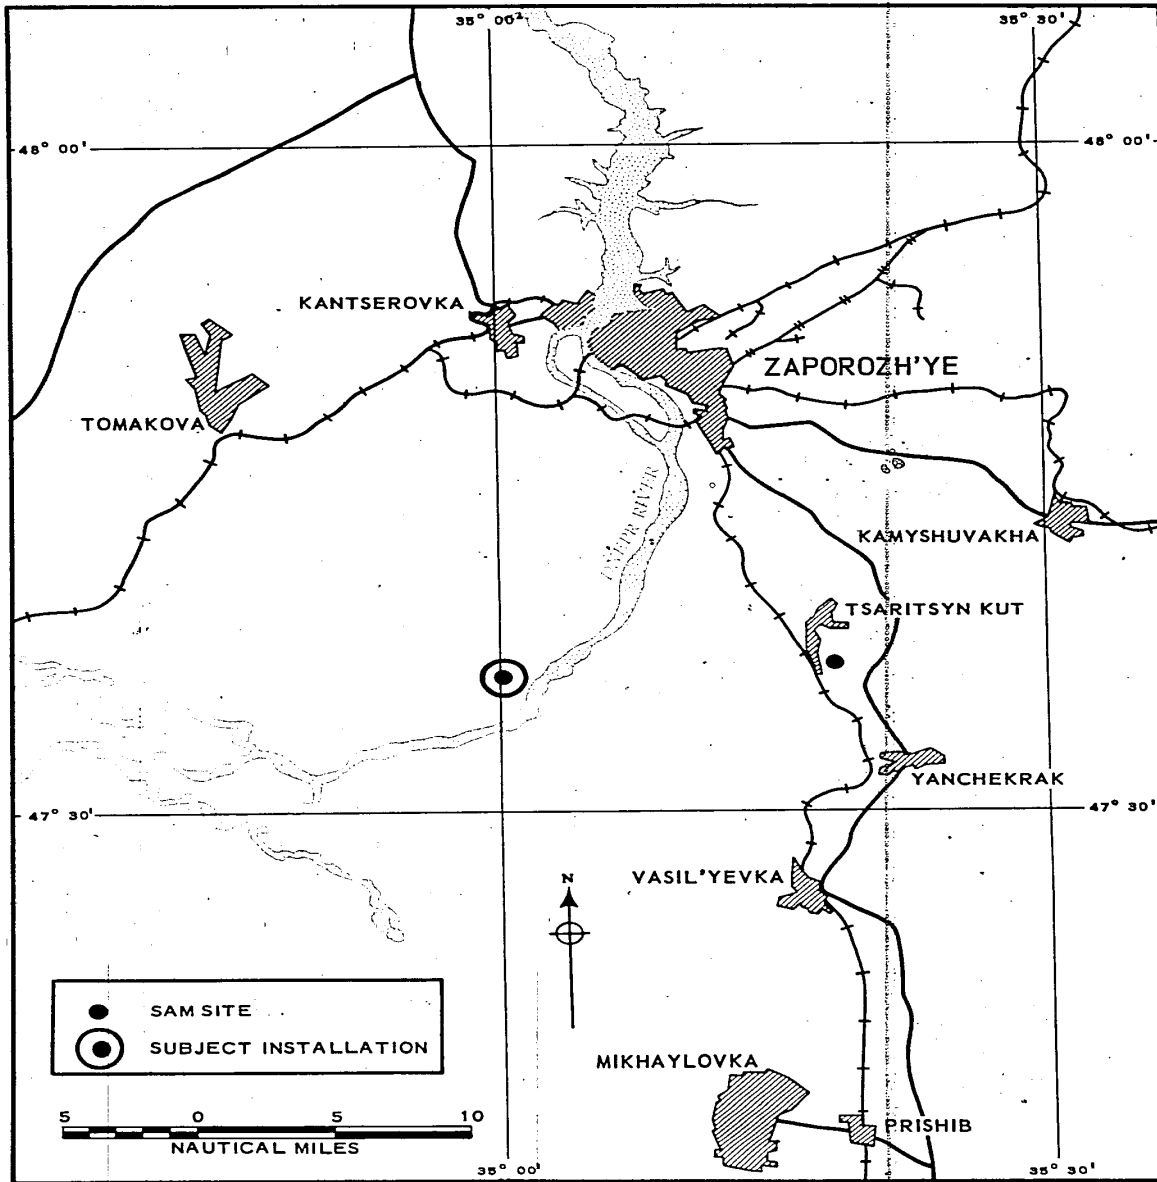 35° 00'
35° 30'
48° 00'
48° 00'
KANTSEROVKA
ZAPOROZH'YE
TOMAKOVA
DNEPR RIVER
KAMYSHUVAKHA
TSARITSYN KUT
YANCHEKRAK
47° 30'
47° 30'
VASIL'YEVKA
N
SAM SITE
SUBJECT INSTALLATION
MIKHAYLOVKA
5 0 5 10
PRISHIB
NAUTICAL MILES
35° 00'
35° 30'